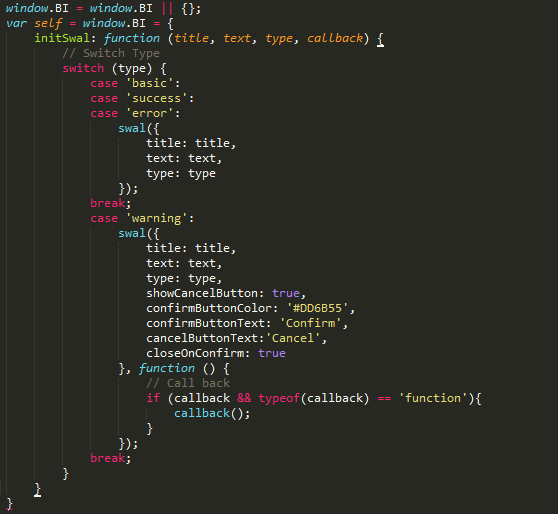 window.BI = window.BI || {};
var self = window.BI = {
    initSwal: function (title, text, type, callback) {
        // Switch Type
        switch (type) {
            case 'basic':
            case 'success':
            case 'error':
                swal({
                    title: title,
                    text: text,
                    type: type
                });
            break;
            case 'warning':
                swal({
                    title: title,
                    text: text,
                    type: type,
                    showCancelButton: true,
                    confirmButtonColor: '#DD6B55',
                    confirmButtonText: 'Confirm',
                    cancelButtonText:'Cancel',
                    closeOnConfirm: true
                }, function () {
                    // Call back
                    if (callback && typeof(callback) == 'function'){
                        callback();
                    }
                });
            break;
        }
    }
}